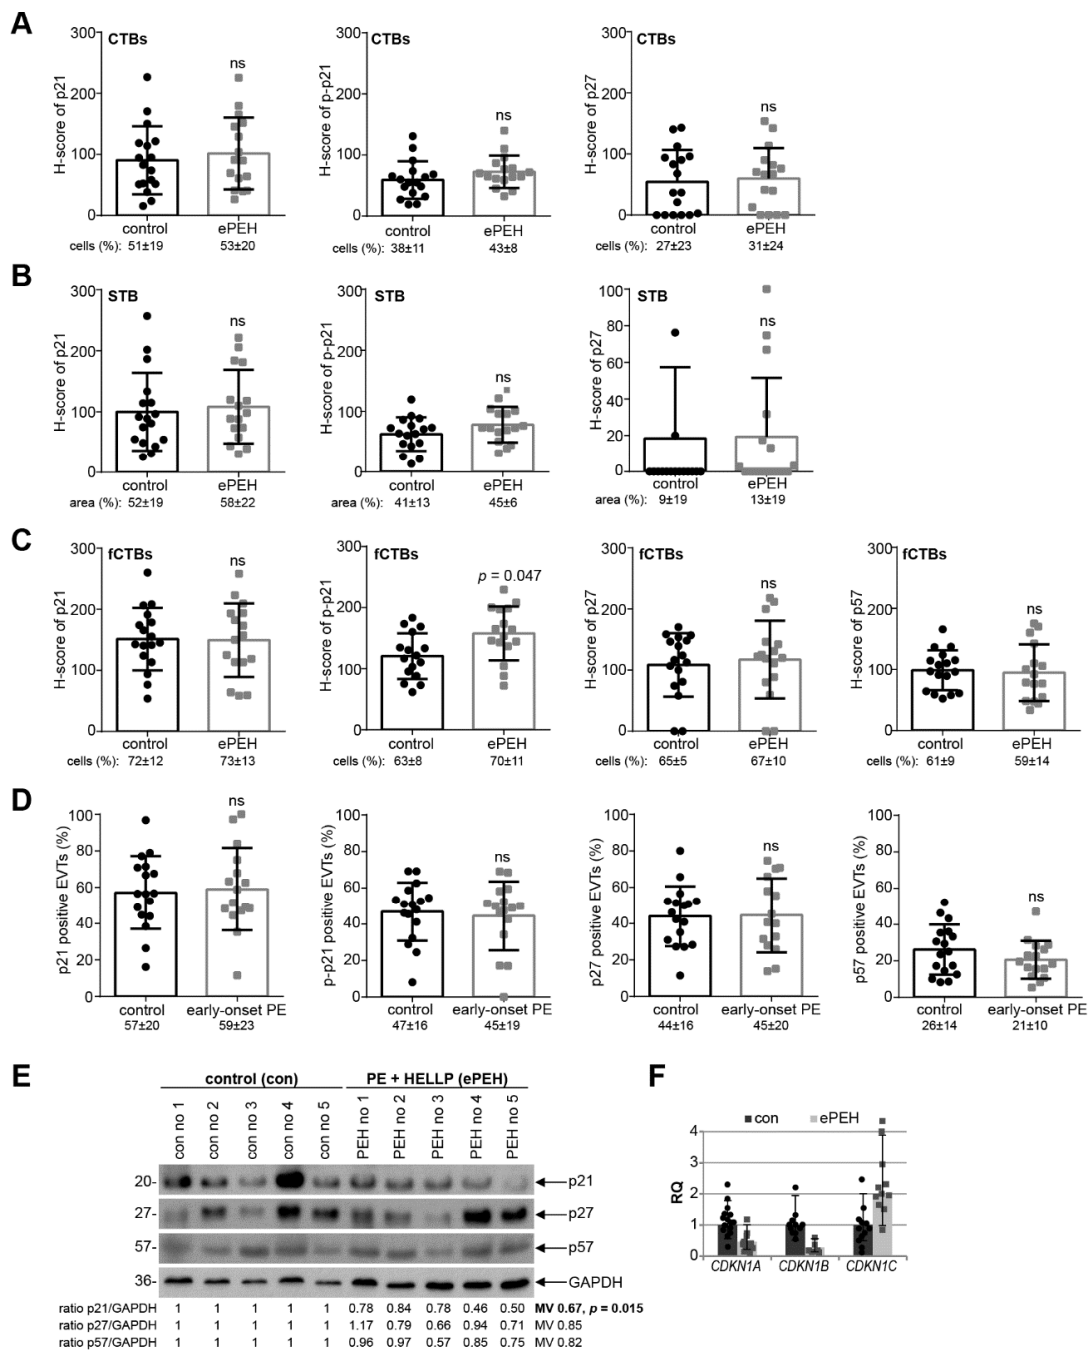 A
CTBs
CTBs
CTBs
H-score of p21
300
200
100
0
ns
control
ePEH
cells (%): 51±19 53±20
H-score of p-p21
300
200
100
0
ns
control
ePEH
cells (%): 38±11 43±8
H-score of p27
300
200
100
0
ns
control
ePEH
27±23 31±24
B
STB
STB
STB
H-score of p21
300
200
100
0
ns
control
ePEH
area (%): 52±19 58±22
H-score of p-p21
300
200
100
0
ns
control
ePEH
area (%): 41±13 45±6
H-score of p27
100
80
60
40
20
0
ns
control
ePEH
area (%): 9±19 13±19
C
fCTBs
fCTBs
fCTBs
fCTBs
H-score of p21
300
200
100
0
ns
control
ePEH
cells (%): 72±12 73±13
H-score of p-p21
300
200
100
0
p = 0.047
control
ePEH
cells (%): 63±8 70±11
H-score of p27
300
200
100
0
ns
control
ePEH
cells (%): 65±5 67±10
H-score of p57
300
200
100
0
ns
control
ePEH
cells (%): 61±9 59±14
D
p21 positive EVTs (%)
100
80
60
40
20
0
ns
control
early-onset PE
57±20 59±23
p-p21 positive EVTs (%)
100
80
60
40
20
0
ns
control
early-onset PE
47±16 45±19
p27 positive EVTs (%)
100
80
60
40
20
0
ns
control
early-onset PE
44±16 45±20
p57 positive EVTs (%)
100
80
60
40
20
0
ns
control
early-onset PE
26±14 21±10
E
control (con) PE + HELLP (ePEH)
con no 1
con no 2
con no 3
con no 4
con no 5
PEH no 1
PEH no 2
PEH no 3
PEH no 4
PEH no 5
20- p21
27- p27
57- p57
36- GAPDH
ratio p21/GAPDH 1 1 1 1 1 0.78 0.84 0.78 0.46 0.50 MV 0.67, p = 0.015
ratio p27/GAPDH 1 1 1 1 1 1.17 0.79 0.66 0.94 0.71 MV 0.85
ratio p57/GAPDH 1 1 1 1 1 0.96 0.97 0.57 0.85 0.75 MV 0.82
F
con ePEH
RQ
4
3
2
1
0
CDKN1A CDKN1B CDKN1C